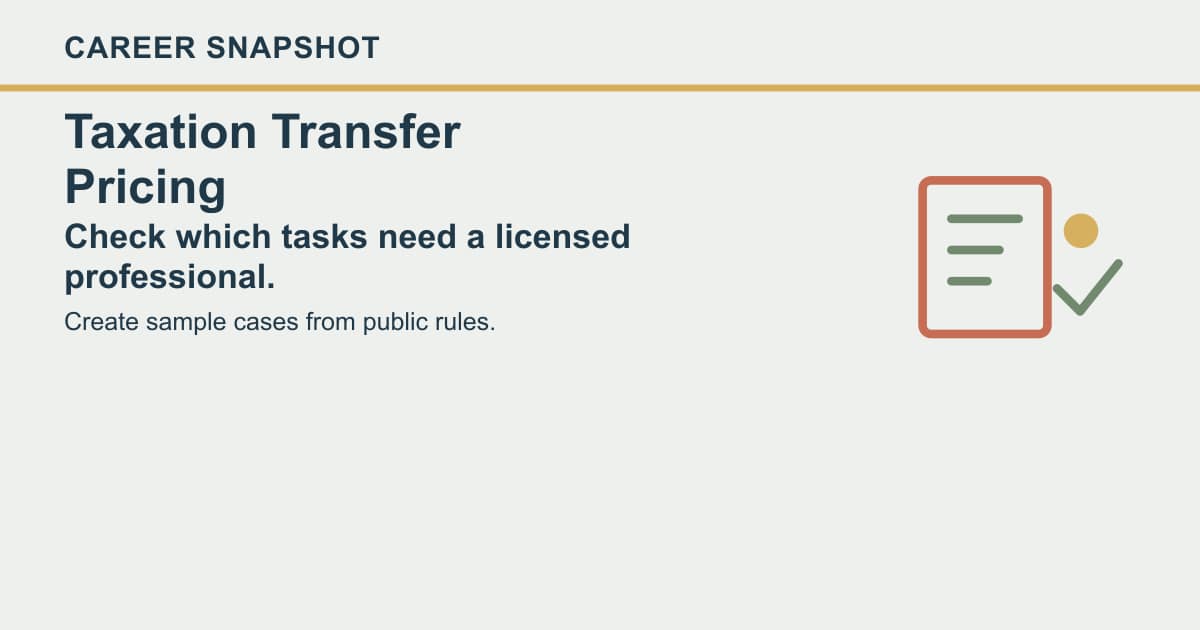 CAREER SNAPSHOT
Taxation Transfer
Pricing
Check which tasks need a licensed
professional.
Create sample cases from public rules.